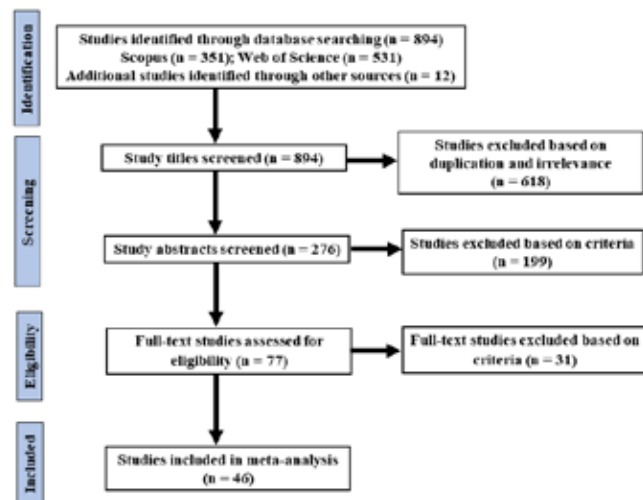 Identification
Studies identified through database searching (n = 894)
Scopus (n = 351); Web of Science (n = 531)
Additional studies identified through other sources (n = 12)
Screening
Study titles screened (n = 894)
Studies excluded based on
duplication and irrelevance
(n = 618)
Study abstracts screened (n = 276)
Studies excluded based on criteria
(n = 199)
Eligibility
Full-text studies assessed for
eligibility (n = 77)
Full-text studies excluded based on
criteria (n = 31)
Included
Studies included in meta-analysis
(n = 46)